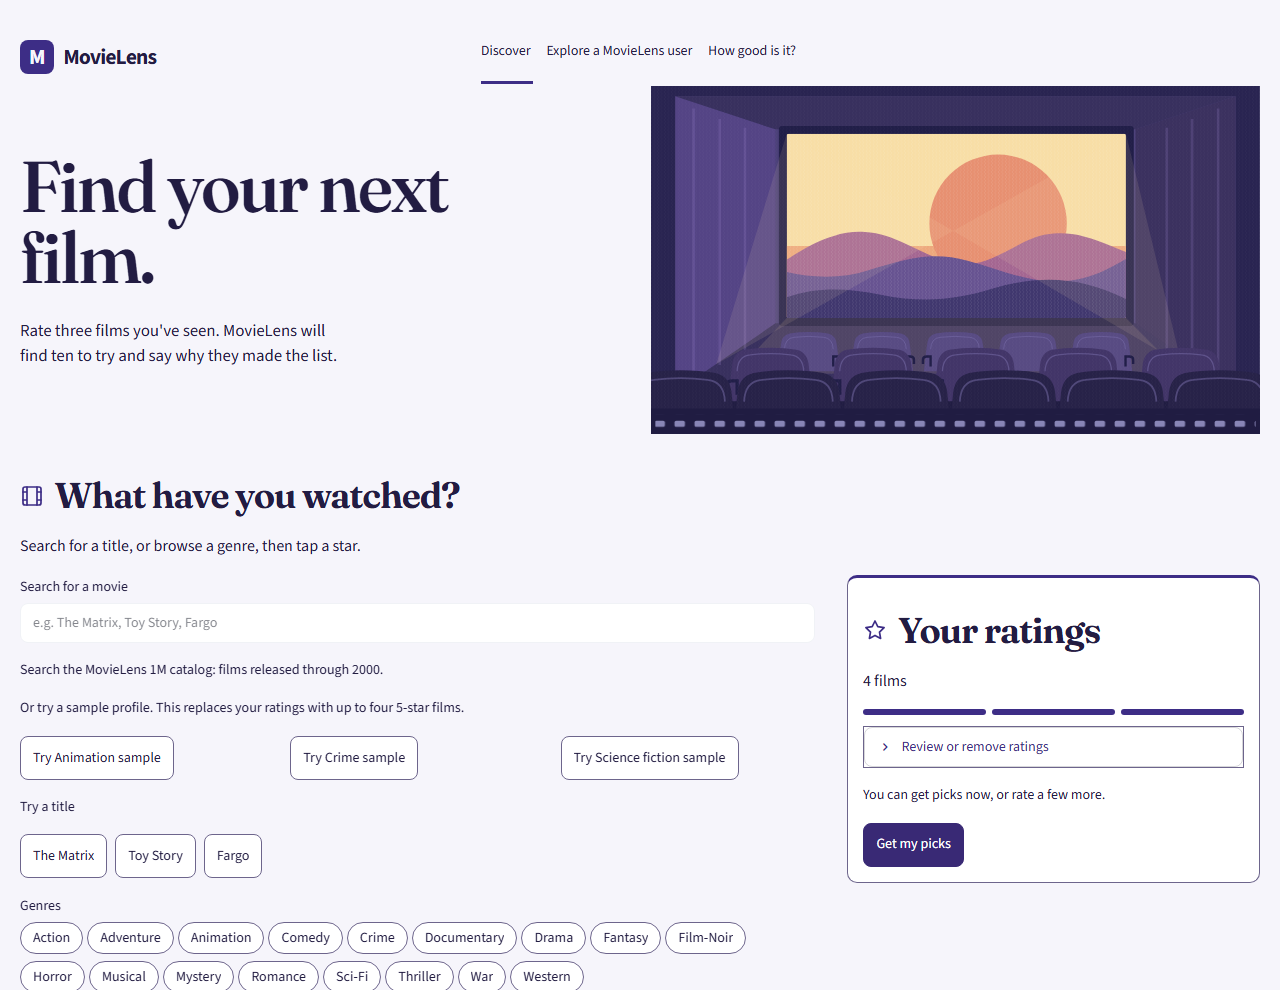 M MovieLens
Discover Explore a MovieLens user How good is it?
Find your next
film.
Rate three films you've seen. MovieLens will
find ten to try and say why they made the list.
What have you watched?
Search for a title, or browse a genre, then tap a star.
Search for a movie
e.g. The Matrix, Toy Story, Fargo
Search the MovieLens 1M catalog: films released through 2000.
Or try a sample profile. This replaces your ratings with up to four 5-star films.
Try Animation sample Try Crime sample Try Science fiction sample
Try a title
The Matrix Toy Story Fargo
Genres
Action Adventure Animation Comedy Crime Documentary Drama Fantasy Film-Noir
Horror Musical Mystery Romance Sci-Fi Thriller War Western
Your ratings
4 films
Review or remove ratings
You can get picks now, or rate a few more.
Get my picks